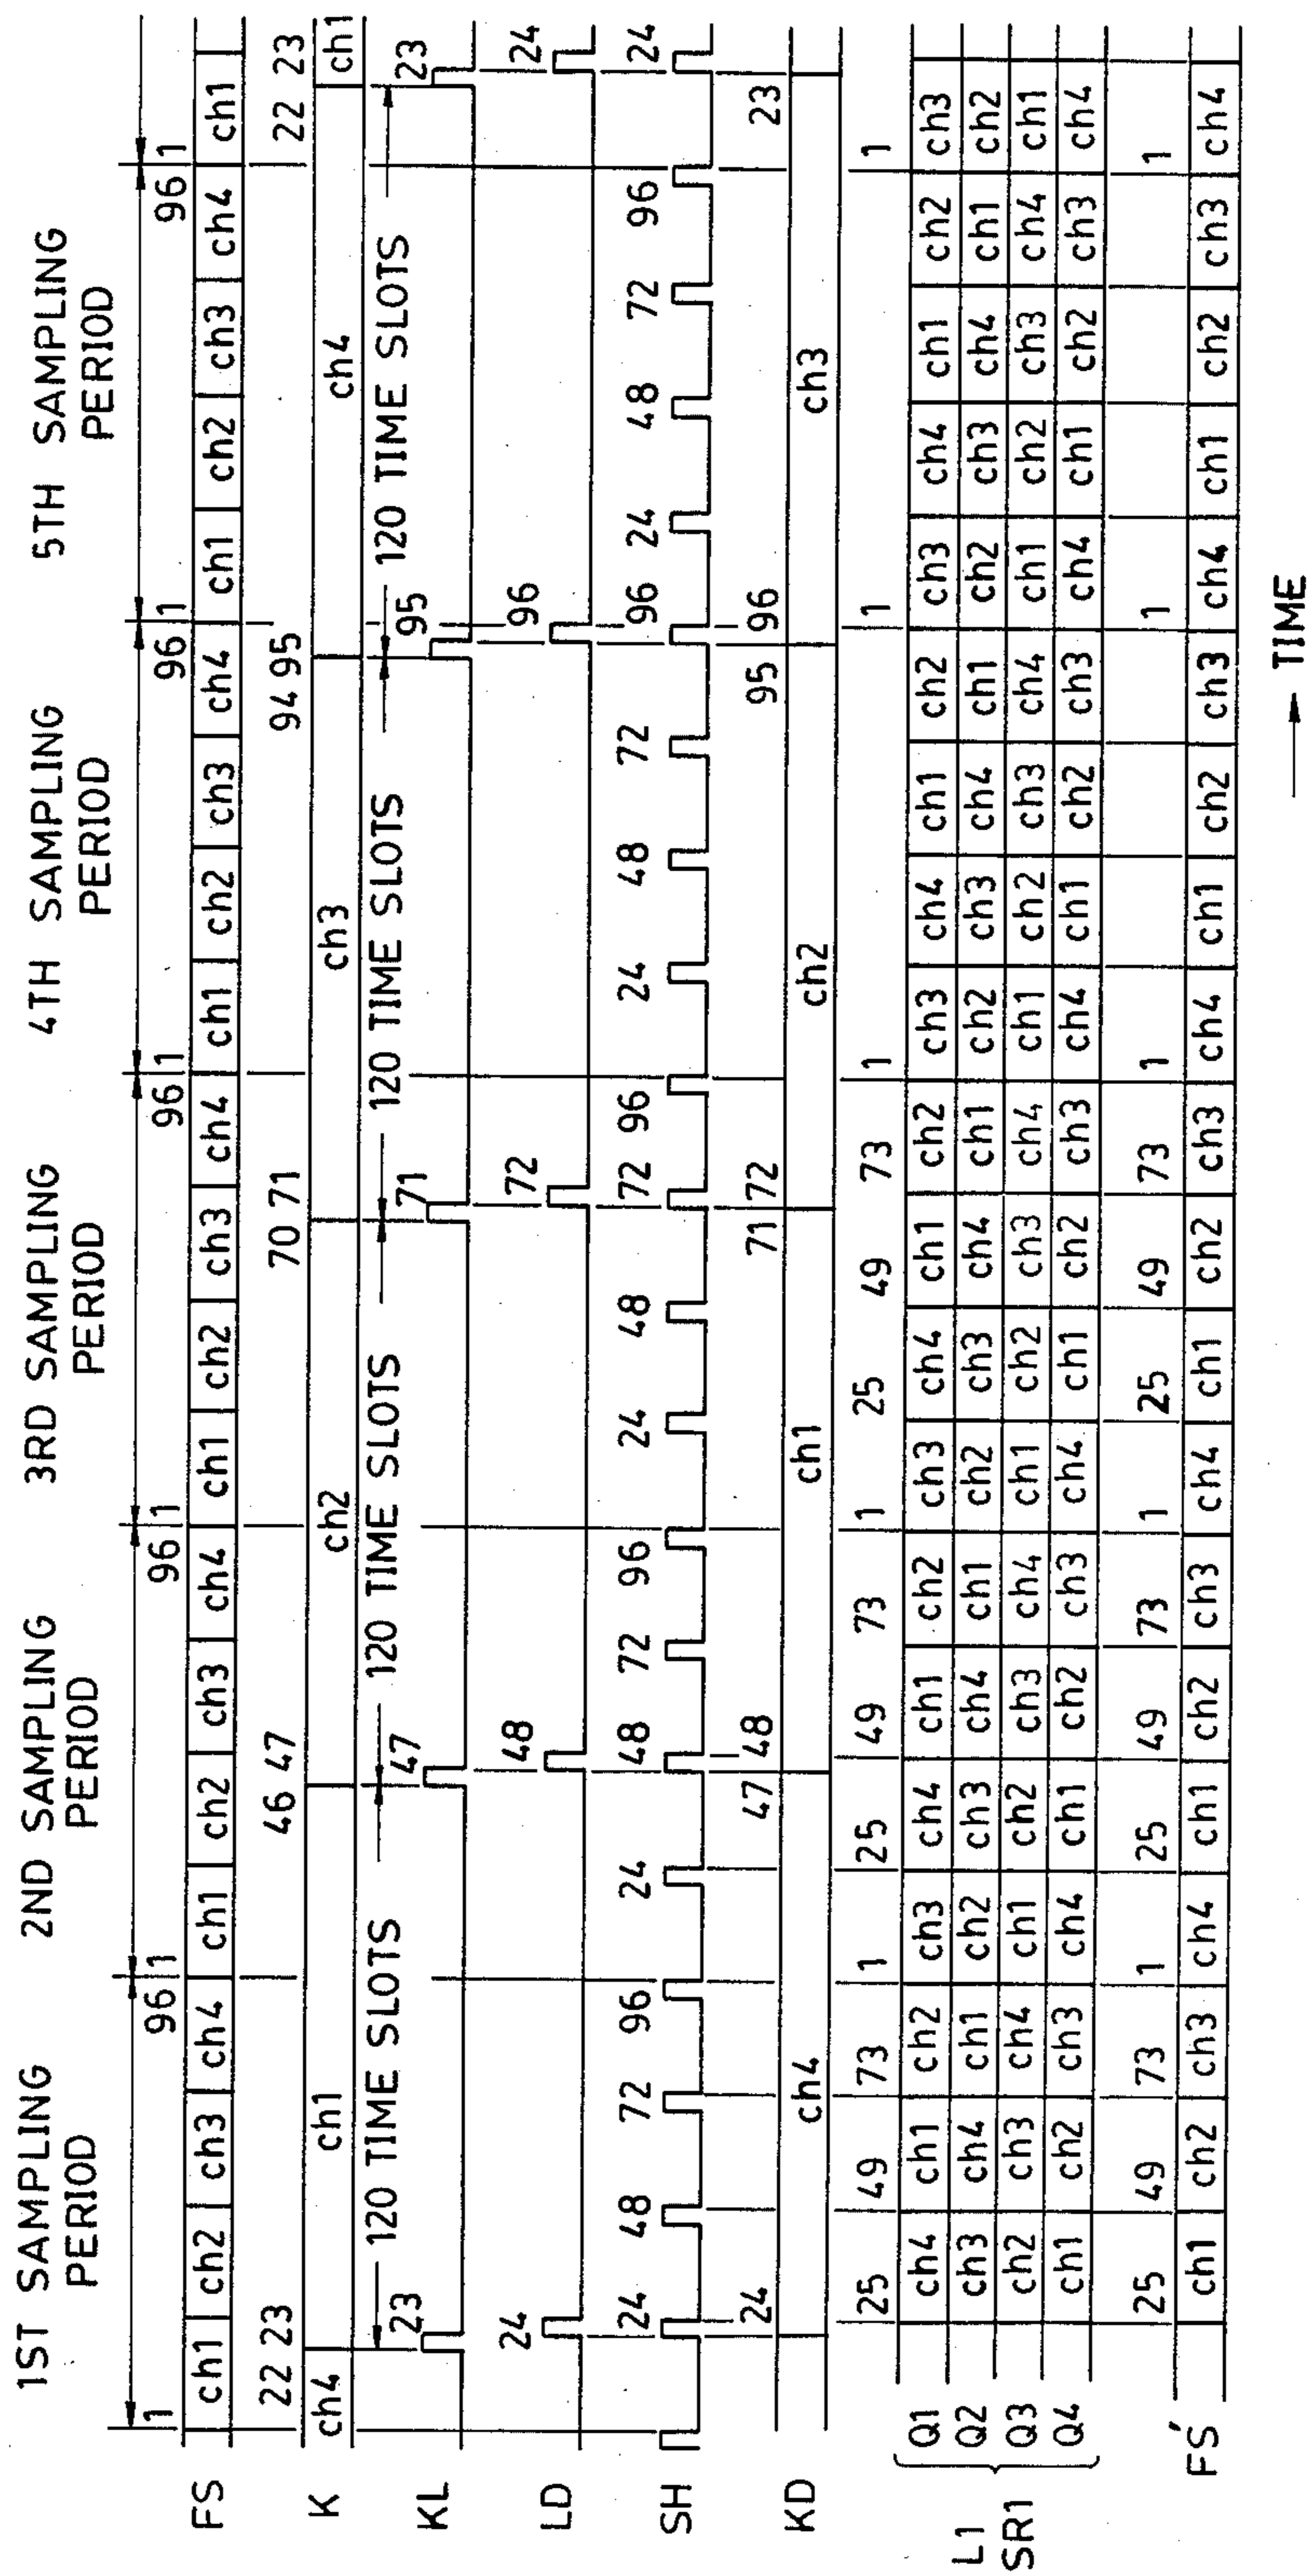 1ST SAMPLING PERIOD 2ND SAMPLING PERIOD 3RD SAMPLING PERIOD 4TH SAMPLING PERIOD 5TH SAMPLING PERIOD
1 96 1 96 1 96 1 96 1 96 1
FS ch1 ch2 ch3 ch4 ch1 ch2 ch3 ch4 ch1 ch2 ch3 ch4 ch1 ch2 ch3 ch4 ch1 ch2 ch3 ch4 ch1
22 23 46 47 70 71 94 95 22 23
K ch4 ch1 ch2 ch3 ch4 ch1
120 TIME SLOTS 120 TIME SLOTS 120 TIME SLOTS 120 TIME SLOTS
KL 23 47 71 95 23
LD 24 48 72 96 24
SH 24 48 72 96 24 48 72 96 24 48 72 96 24 48 72 96 24 48 72 96 24
24 47 48 71 72 95 96 23
KD ch4 ch1 ch2 ch3
25 49 73 1 25 49 73 1 25 49 73 1 1 1
L1 SR1
Q1 ch4 ch1 ch2 ch3 ch4 ch1 ch2 ch3 ch4 ch1 ch2 ch3 ch4 ch1 ch2 ch3 ch4 ch1 ch2 ch3
Q2 ch3 ch4 ch1 ch2 ch3 ch4 ch1 ch2 ch3 ch4 ch1 ch2 ch3 ch4 ch1 ch2 ch3 ch4 ch1 ch2
Q3 ch2 ch3 ch4 ch1 ch2 ch3 ch4 ch1 ch2 ch3 ch4 ch1 ch2 ch3 ch4 ch1 ch2 ch3 ch4 ch1
Q4 ch1 ch2 ch3 ch4 ch1 ch2 ch3 ch4 ch1 ch2 ch3 ch4 ch1 ch2 ch3 ch4 ch1 ch2 ch3 ch4
25 49 73 1 25 49 73 1 25 49 73 1 1 1
FS′ ch1 ch2 ch3 ch4 ch1 ch2 ch3 ch4 ch1 ch2 ch3 ch4 ch1 ch2 ch3 ch4 ch1 ch2 ch3 ch4
TIME